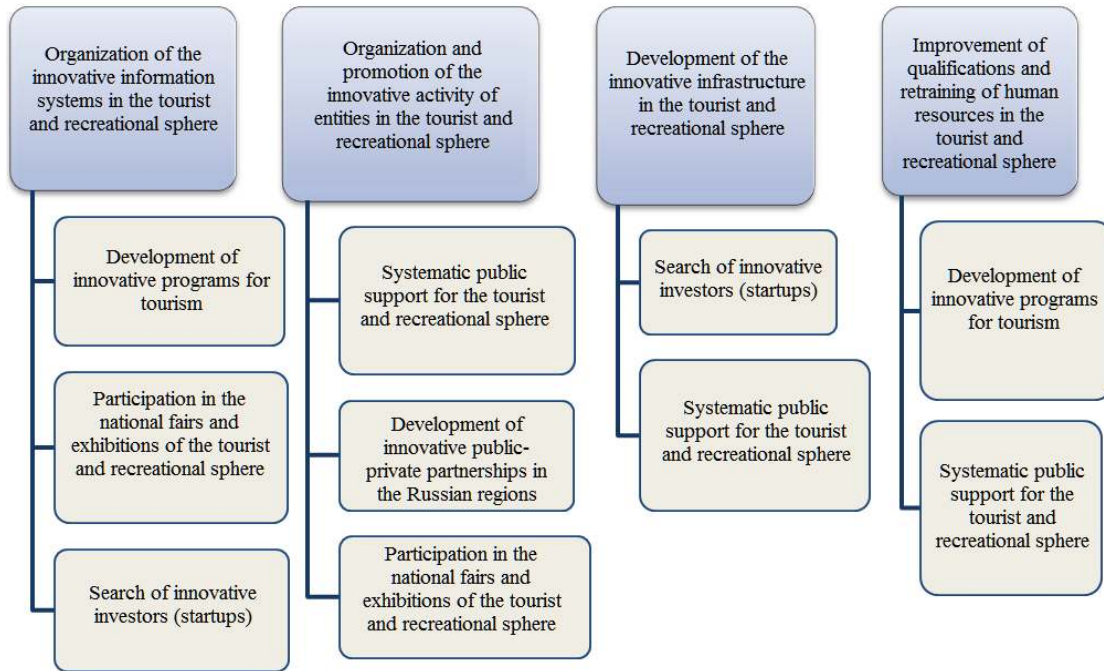 Organization of the
innovative information
systems in the tourist
and recreational sphere
Development of
innovative programs for
tourism
Participation in the
national fairs and
exhibitions of the tourist
and recreational sphere
Search of innovative
investors (startups)
Organization and
promotion of the
innovative activity of
entities in the tourist and
recreational sphere
Systematic public
support for the tourist
and recreational sphere
Development of
innovative public-
private partnerships in
the Russian regions
Participation in the
national fairs and
exhibitions of the tourist
and recreational sphere
Development of the
innovative infrastructure
in the tourist and
recreational sphere
Search of innovative
investors (startups)
Systematic public
support for the tourist
and recreational sphere
Improvement of
qualifications and
retraining of human
resources in the
tourist and
recreational sphere
Development of
innovative programs
for tourism
Systematic public
support for the
tourist and
recreational sphere